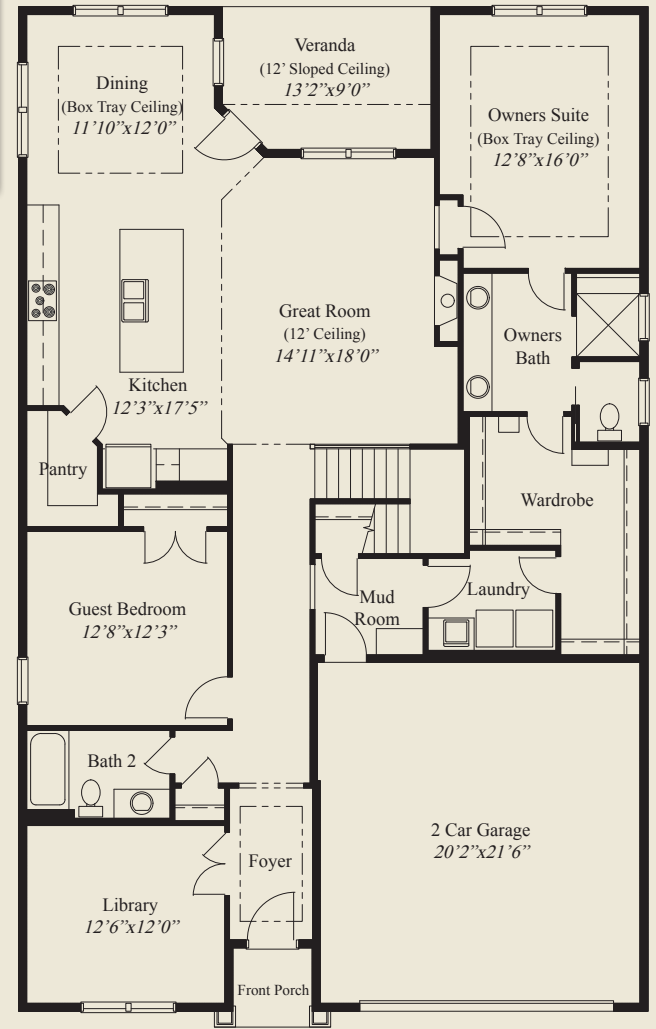 Dining
(Box Tray Ceiling)
11’10”x12’0”
Veranda
(12’ Sloped Ceiling)
13’2”x9’0”
Owners Suite
(Box Tray Ceiling)
12’8”x16’0”
Great Room
(12’ Ceiling)
14’11”x18’0”
Owners
Bath
Kitchen
12’3”x17’5”
Pantry
Wardrobe
Guest Bedroom
12’8”x12’3”
Mud
Room
Laundry
Bath 2
2 Car Garage
20’2”x21’6”
Foyer
Library
12’6”x12’0”
Front Porch